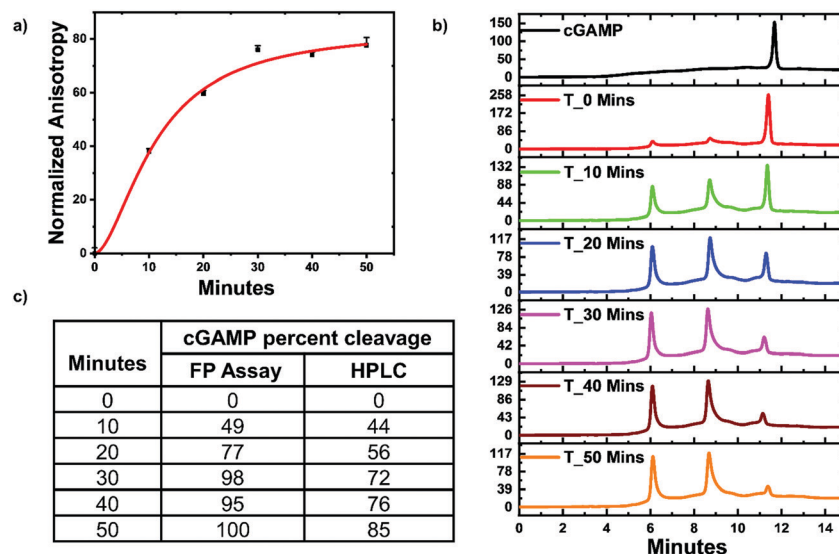 a)
80
60
40
20
0
Normalized Anisotropy
0 10 20 30 40 50
Minutes
b)
150
100
50
0
cGAMP
258
172
86
0
T_0 Mins
132
88
44
0
T_10 Mins
117
78
39
0
T_20 Mins
126
84
42
0
T_30 Mins
129
86
43
0
T_40 Mins
117
78
39
0
T_50 Mins
0 2 4 6 8 10 12 14
Minutes
c)
Minutes cGAMP percent cleavage
FP Assay HPLC
0 0 0
10 49 44
20 77 56
30 98 72
40 95 76
50 100 85